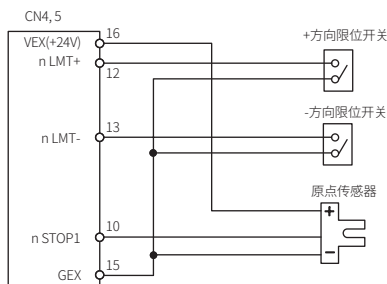 CN4, 5
16
VEX(+24V)
n LMT+
12
+方向限位开关
13
n LMT-
-方向限位开关
原点传感器
+
10
n STOP1
−
15
GEX